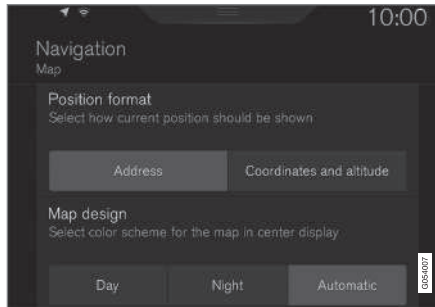 10:00
Navigation
Map
Position format
Select how current position should be shown
Address
Coordinates and altitude
Map design
Select color scheme for the map in center display
Day
Night
Automatic
G054007